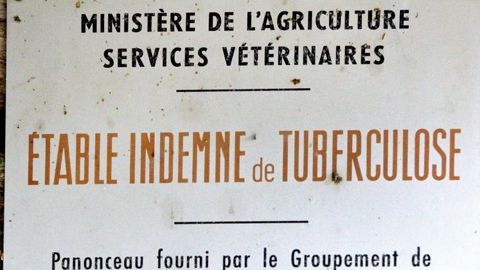 MINISTÈRE DE L'AGRICULTURE
SERVICES VÉTÉRINAIRES
ÉTABLE INDEMNE de TUBERCULOSE
Panonceau fourni par le Groupement de